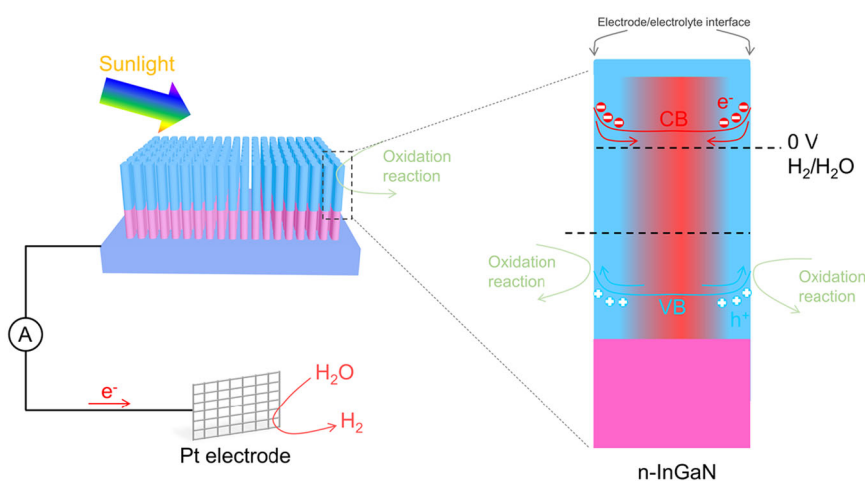 Electrode/electrolyte interface
Sunlight
Oxidation
reaction
CB
e⁻
0 V
H₂/H₂O
Oxidation
reaction
Oxidation
reaction
VB
h⁺
A
e⁻
H₂O
H₂
Pt electrode
n-InGaN